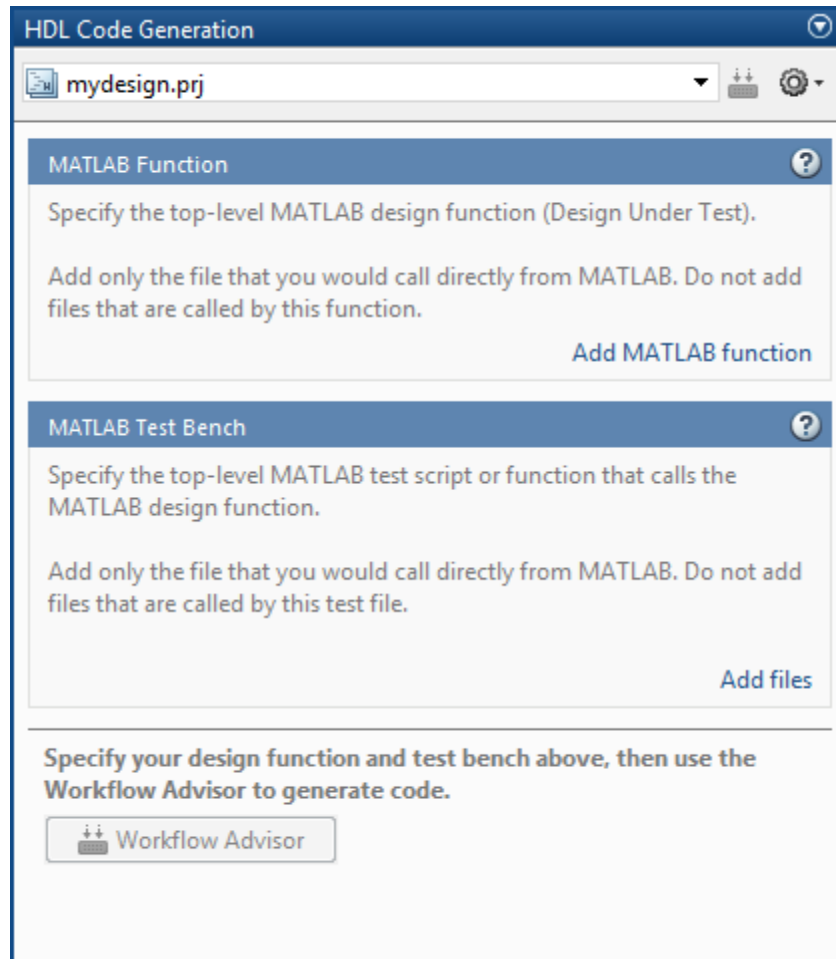 HDL Code Generation
mydesign.prj
MATLAB Function
Specify the top-level MATLAB design function (Design Under Test).
Add only the file that you would call directly from MATLAB. Do not add
files that are called by this function.
Add MATLAB function
MATLAB Test Bench
Specify the top-level MATLAB test script or function that calls the
MATLAB design function.
Add only the file that you would call directly from MATLAB. Do not add
files that are called by this test file.
Add files
Specify your design function and test bench above, then use the
Workflow Advisor to generate code.
Workflow Advisor